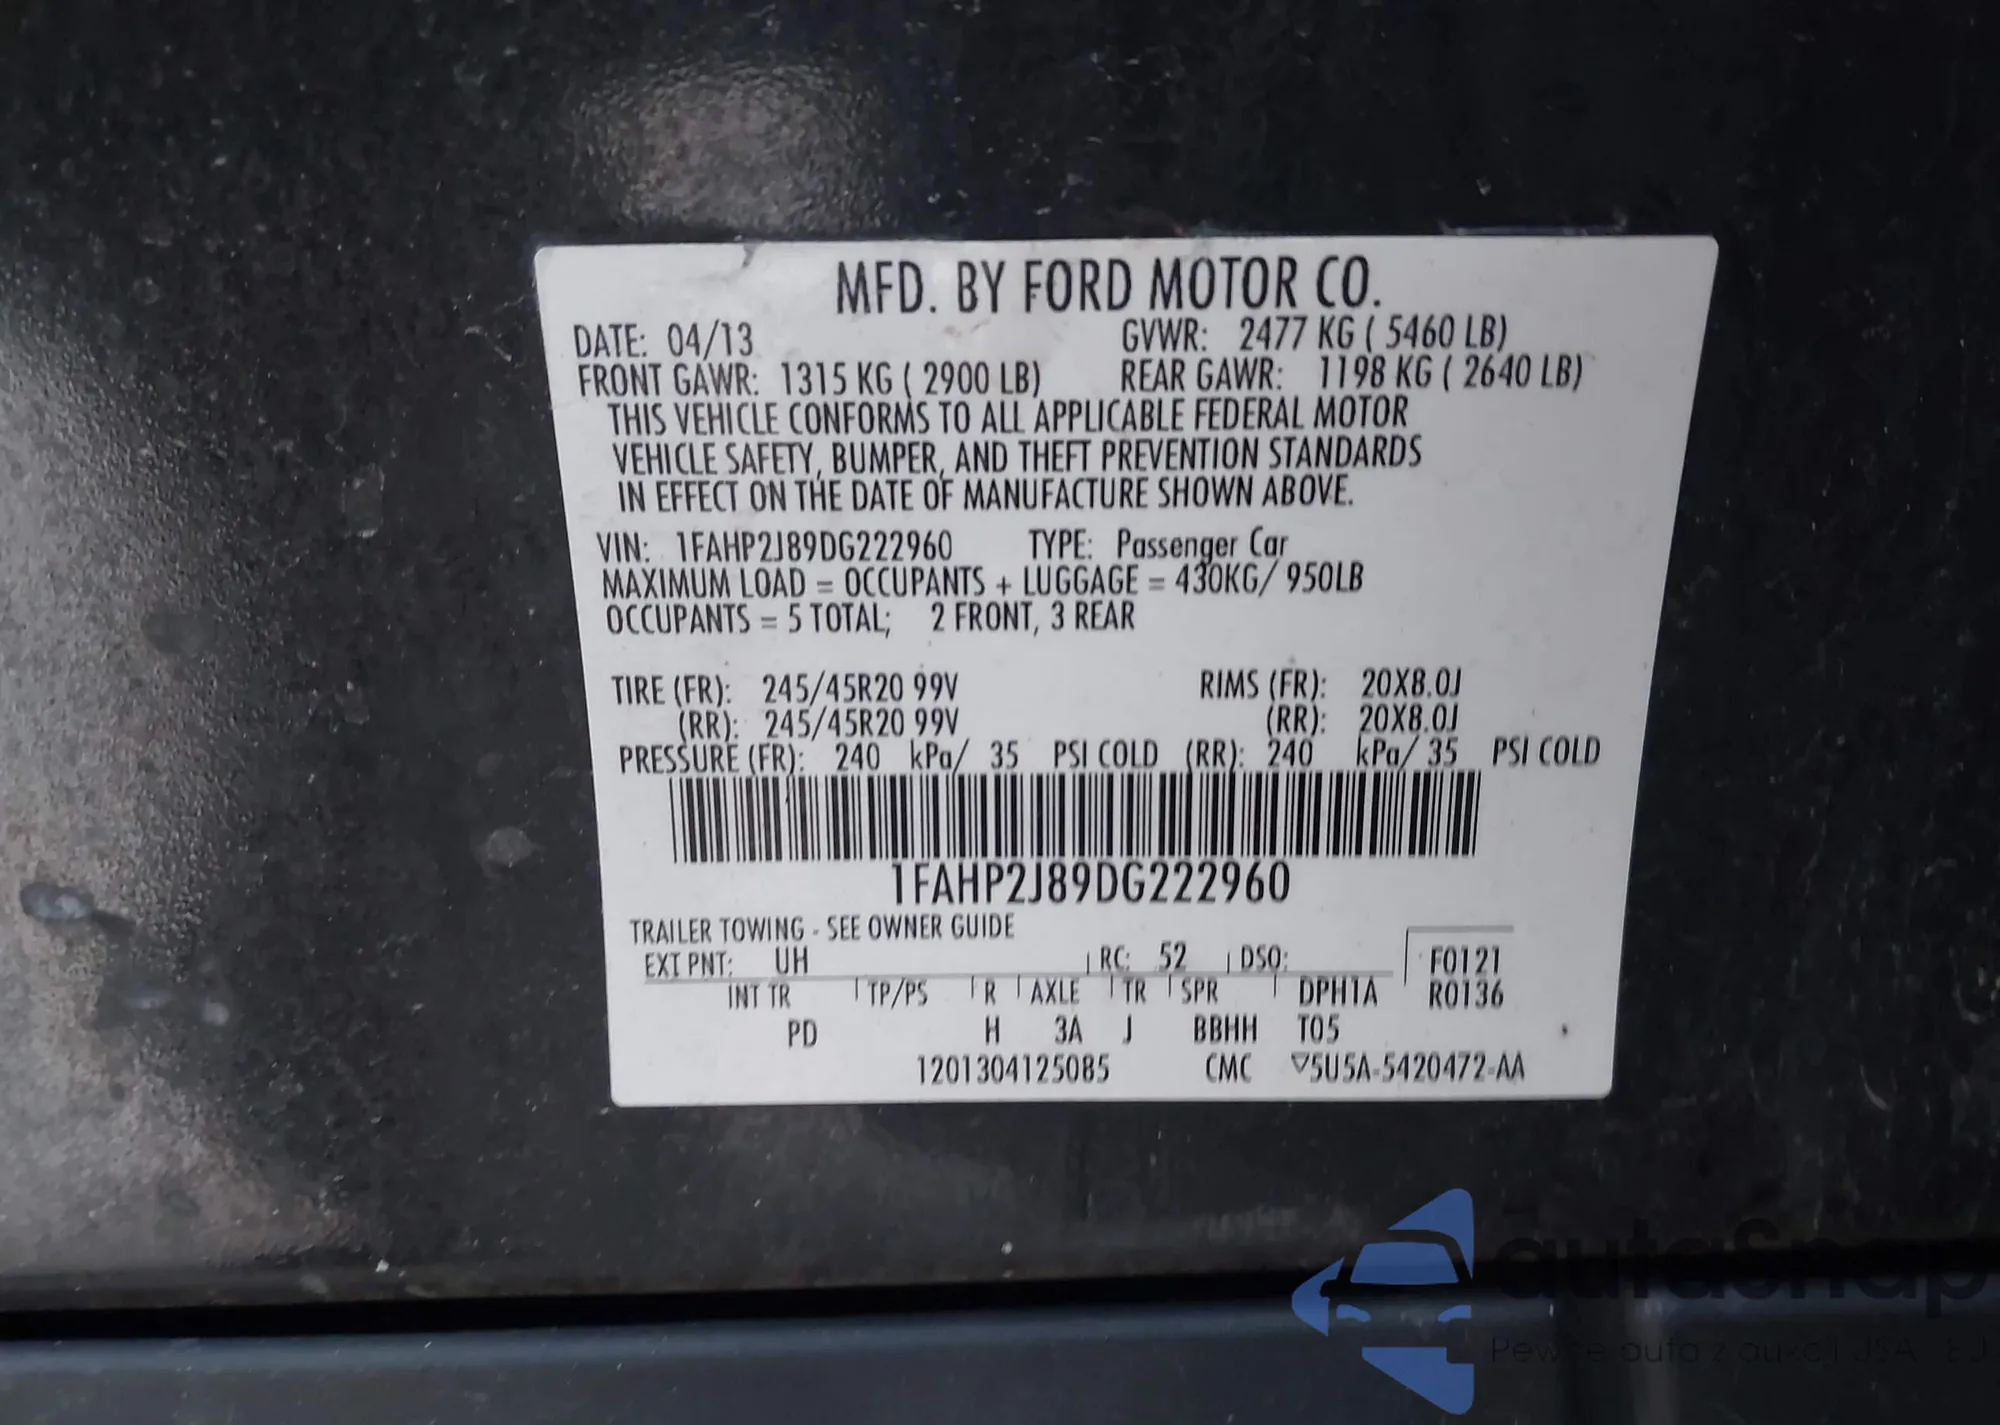 MFD. BY FORD MOTOR CO.
DATE: 04/13 GVWR: 2477 KG ( 5460 LB)
FRONT GAWR: 1315 KG ( 2900 LB) REAR GAWR: 1198 KG ( 2640 LB)
THIS VEHICLE CONFORMS TO ALL APPLICABLE FEDERAL MOTOR
VEHICLE SAFETY, BUMPER, AND THEFT PREVENTION STANDARDS
IN EFFECT ON THE DATE OF MANUFACTURE SHOWN ABOVE.
VIN: 1FAHP2J89DG222960 TYPE: Passenger Car
MAXIMUM LOAD = OCCUPANTS + LUGGAGE = 430KG/ 950LB
OCCUPANTS = 5 TOTAL; 2 FRONT, 3 REAR
TIRE (FR): 245/45R20 99V RIMS (FR): 20X8.0J
(RR): 245/45R20 99V (RR): 20X8.0J
PRESSURE (FR): 240 kPa/ 35 PSI COLD (RR): 240 kPa/ 35 PSI COLD
1FAHP2J89DG222960
TRAILER TOWING - SEE OWNER GUIDE
EXT PNT: UH RC: 52 DSO: F0121
INT TR TP/PS R AXLE TR SPR DPH1A R0136
PD H 3A J BBHH T05
1201304125085 CMC ▽5U5A-5420472-AA
autasnap
auta z